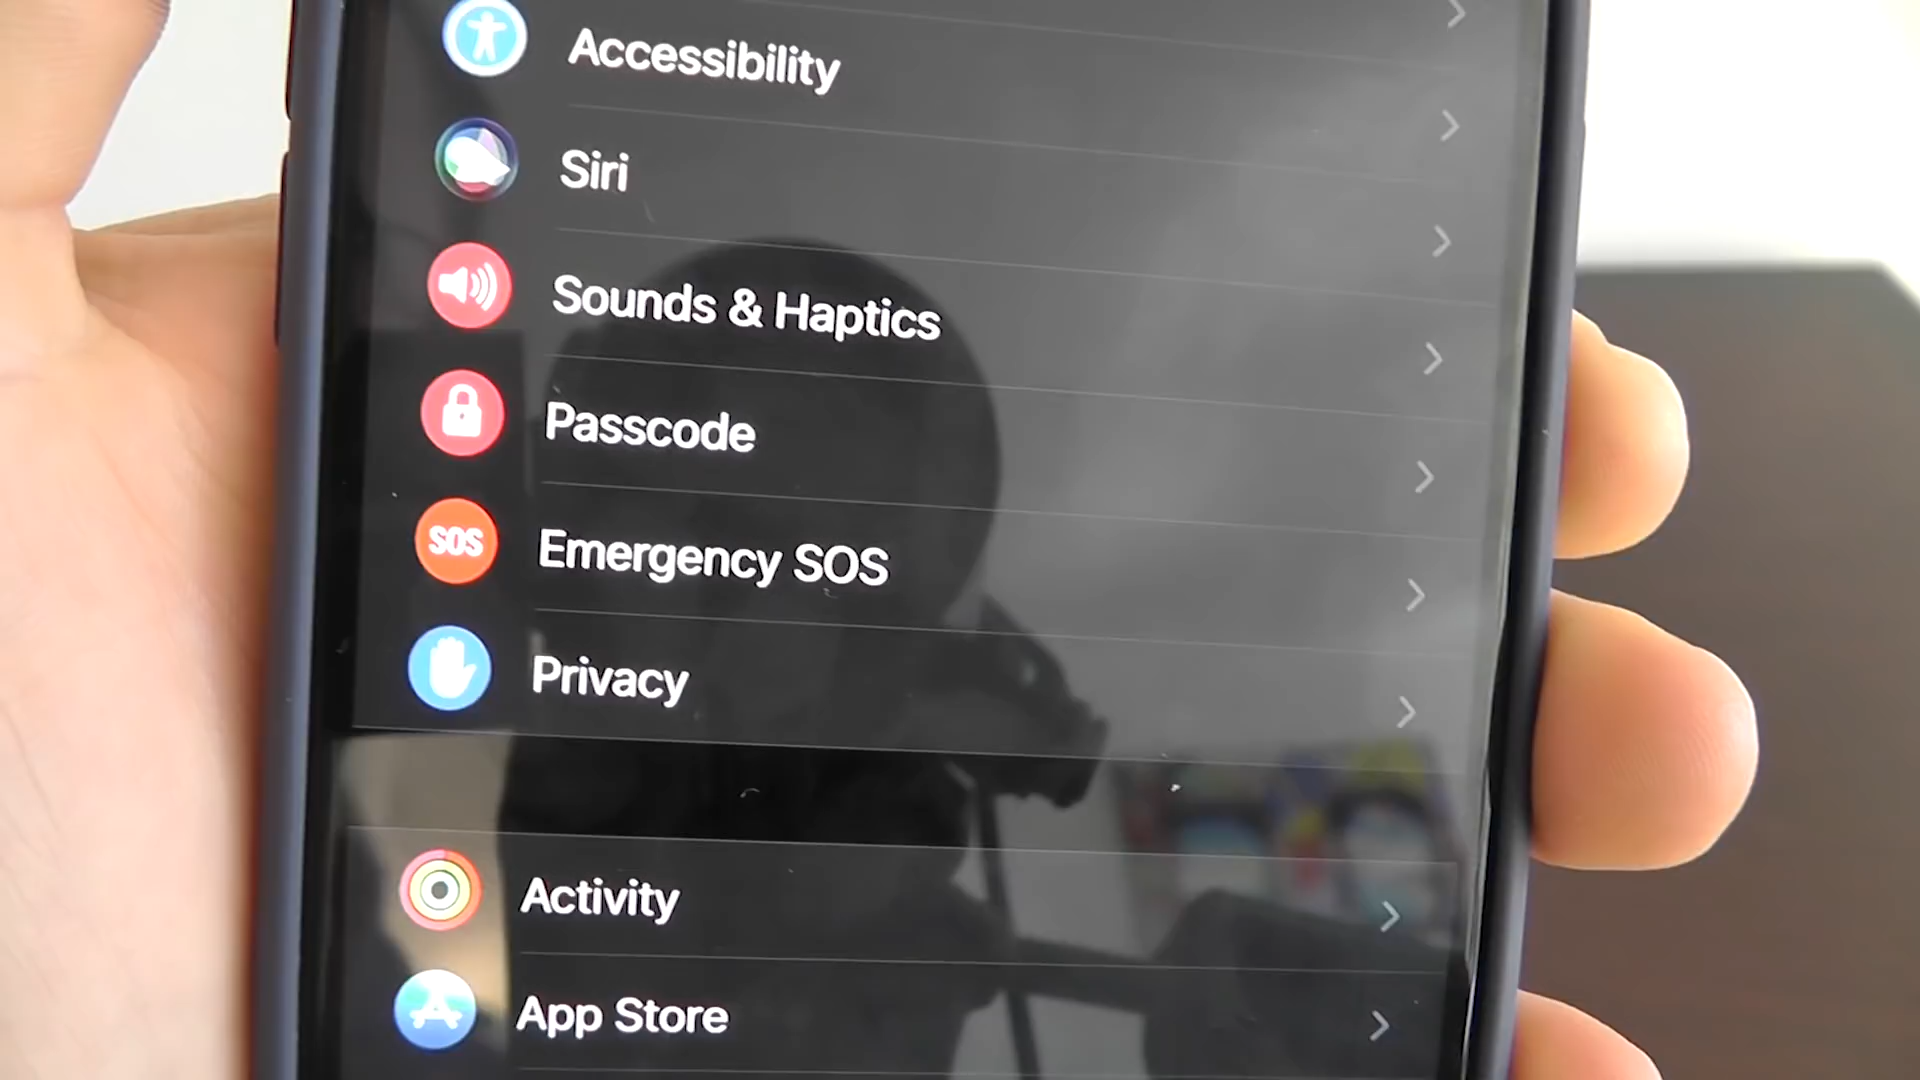 Accessibility
Siri
Sounds & Haptics
Passcode
SOS
Emergency SOS
Privacy
Activity
App Store